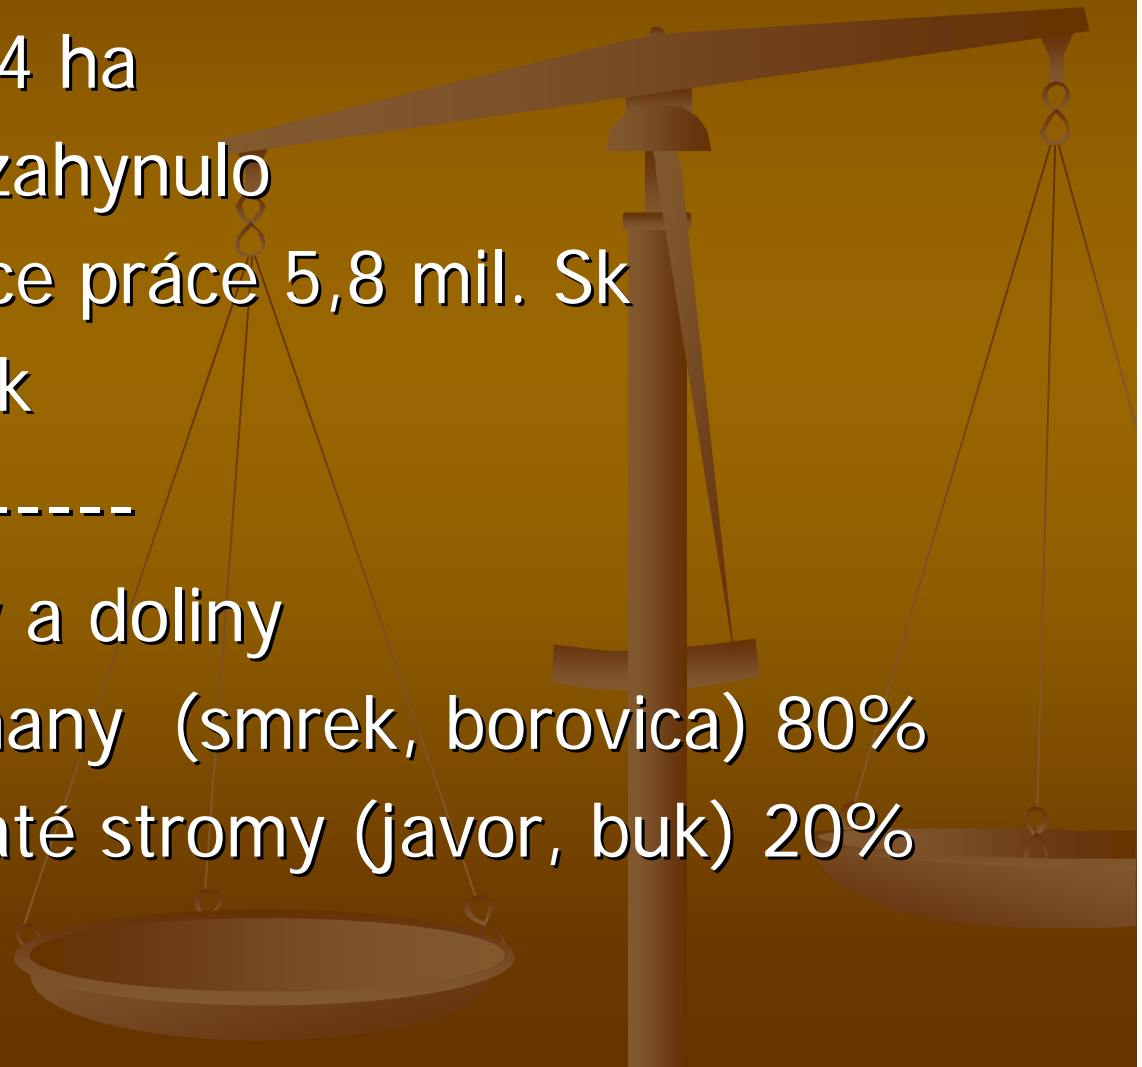 4 ha
zahynulo
ce práce 5,8 mil. Sk
k
-----
a doliny
any (smrek, borovica) 80%
até stromy (javor, buk) 20%